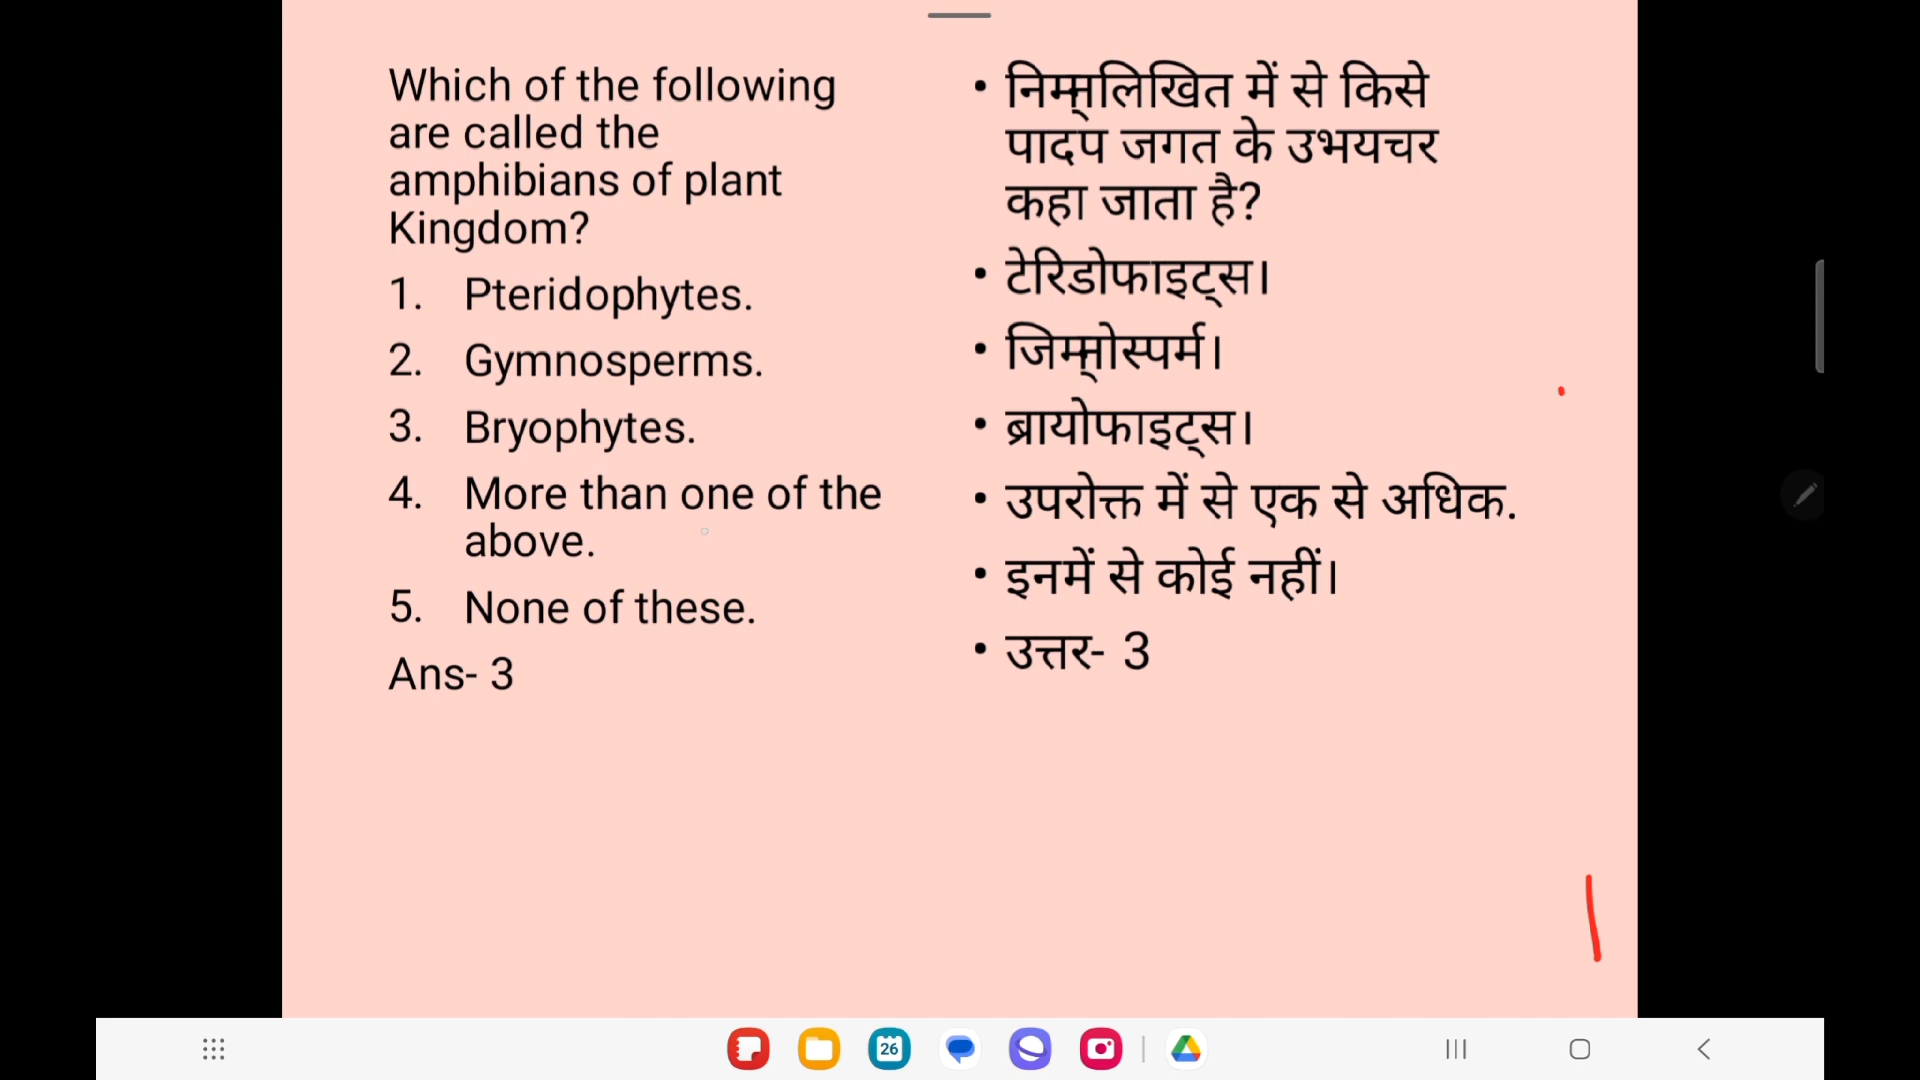 Which of the following
are called the
amphibians of plant
Kingdom?
1. Pteridophytes.
2. Gymnosperms.
3. Bryophytes.
4. More than one of the
above.
5. None of these.
Ans- 3
• निम्नलिखित में से किसे
पादप जगत के उभयचर
कहा जाता है?
• टेरिडोफाइट्स।
• जिम्नोस्पर्म।
• ब्रायोफाइट्स।
• उपरोक्त में से एक से अधिक.
• इनमें से कोई नहीं।
• उत्तर- 3
26